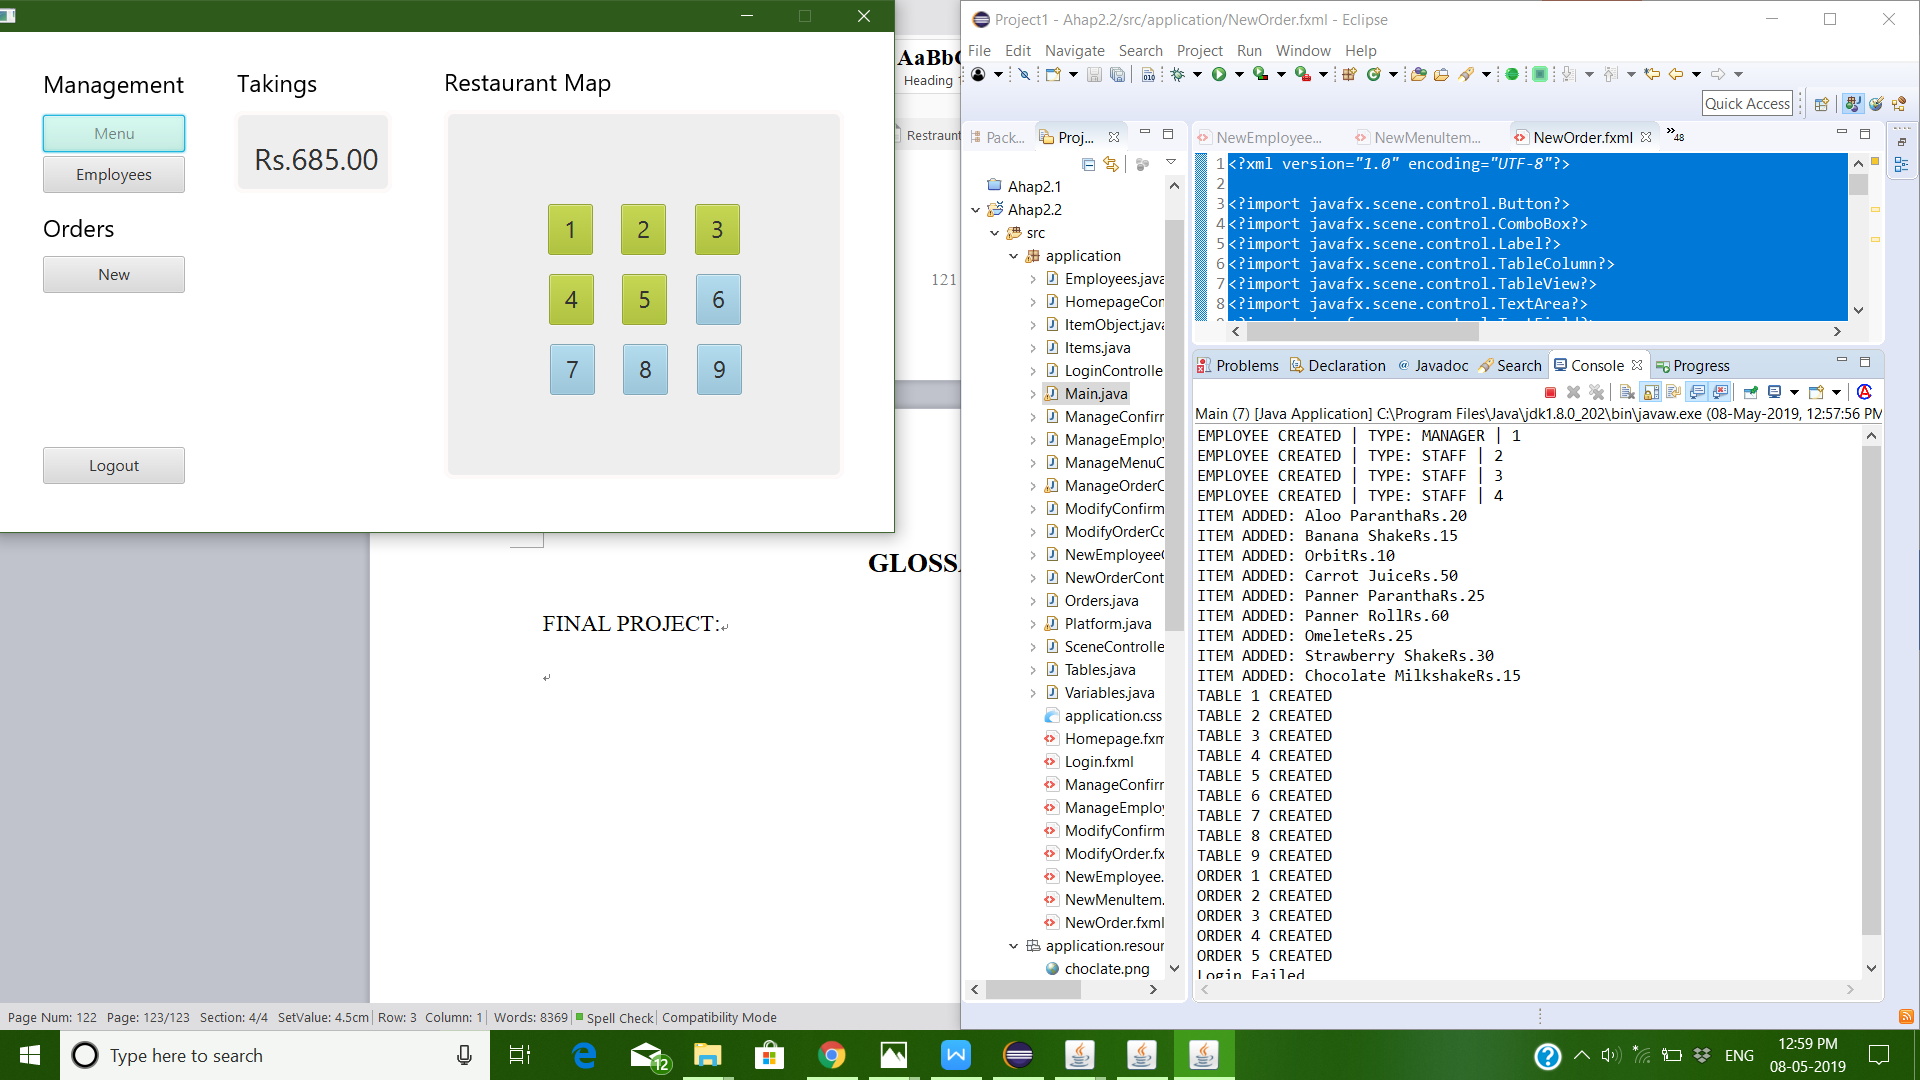 Management
Menu
Employees
Orders
New
Logout
Takings
Rs.685.00
Restaurant Map
1 2 3
4 5 6
7 8 9
AaBb
Heading
Restraunt
121
GLOSS
FINAL PROJECT:
Page Num: 122 Page: 123/123 Section: 4/4 SetValue: 4.5cm Row: 3 Column: 1 Words: 8369 Spell Check Compatibility Mode
Project1 - Ahap2.2/src/application/NewOrder.fxml - Eclipse
File Edit Navigate Search Project Run Window Help
Quick Access
Pack... Proj...
Ahap2.1
Ahap2.2
src
application
Employees.java
HomepageCon
ItemObject.java
Items.java
LoginControlle
Main.java
ManageConfirm
ManageEmploy
ManageMenuC
ManageOrderC
ModifyConfirm
ModifyOrderCo
NewEmployeeC
NewOrderCont
Orders.java
Platform.java
SceneControlle
Tables.java
Variables.java
application.css
Homepage.fxm
Login.fxml
ManageConfirm
ManageEmploy
ModifyConfirm
ModifyOrder.fx
NewEmployee.
NewMenuItem.
NewOrder.fxml
application.resour
choclate.png
NewEmployee... NewMenuItem... NewOrder.fxml »48
1 <?xml version="1.0" encoding="UTF-8"?>
2
3 <?import javafx.scene.control.Button?>
4 <?import javafx.scene.control.ComboBox?>
5 <?import javafx.scene.control.Label?>
6 <?import javafx.scene.control.TableColumn?>
7 <?import javafx.scene.control.TableView?>
8 <?import javafx.scene.control.TextArea?>
Problems Declaration @ Javadoc Search Console Progress
Main (7) [Java Application] C:\Program Files\Java\jdk1.8.0_202\bin\javaw.exe (08-May-2019, 12:57:56 PM
EMPLOYEE CREATED | TYPE: MANAGER | 1
EMPLOYEE CREATED | TYPE: STAFF | 2
EMPLOYEE CREATED | TYPE: STAFF | 3
EMPLOYEE CREATED | TYPE: STAFF | 4
ITEM ADDED: Aloo ParanthaRs.20
ITEM ADDED: Banana ShakeRs.15
ITEM ADDED: OrbitRs.10
ITEM ADDED: Carrot JuiceRs.50
ITEM ADDED: Panner ParanthaRs.25
ITEM ADDED: Panner RollRs.60
ITEM ADDED: OmeleteRs.25
ITEM ADDED: Strawberry ShakeRs.30
ITEM ADDED: Chocolate MilkshakeRs.15
TABLE 1 CREATED
TABLE 2 CREATED
TABLE 3 CREATED
TABLE 4 CREATED
TABLE 5 CREATED
TABLE 6 CREATED
TABLE 7 CREATED
TABLE 8 CREATED
TABLE 9 CREATED
ORDER 1 CREATED
ORDER 2 CREATED
ORDER 3 CREATED
ORDER 4 CREATED
ORDER 5 CREATED
Login Failed
Type here to search
12
ENG
12:59 PM
08-05-2019